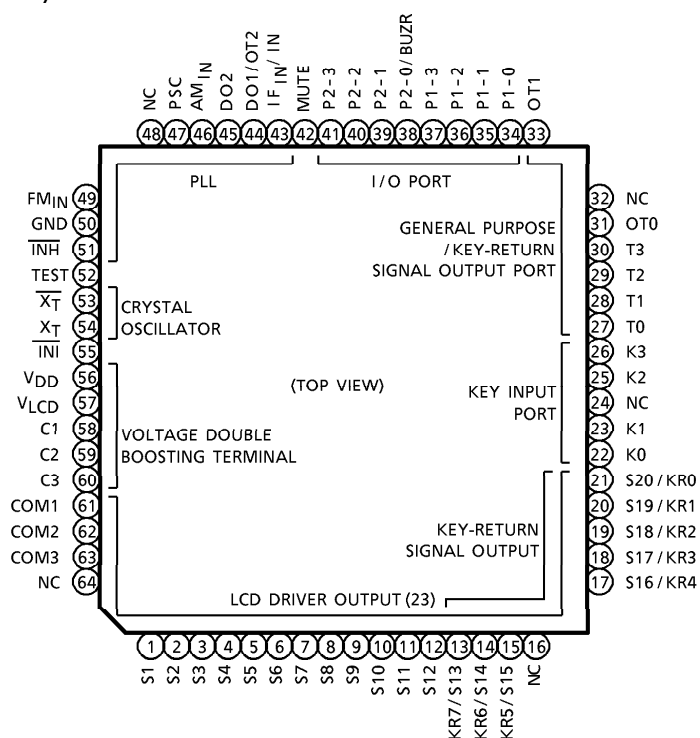 NC PSC AMIN DO2 DO1/OT2 IFIN/IN MUTE P2-3 P2-2 P2-1 P2-0/BUZR P1-3 P1-2 P1-1 P1-0 OT1
48 47 46 45 44 43 42 41 40 39 38 37 36 35 34 33
PLL
I/O PORT
FMIN 49
GND 50
INH 51
TEST 52
XT 53
XT 54
INI 55
VDD 56
VLCD 57
C1 58
C2 59
C3 60
COM1 61
COM2 62
COM3 63
NC 64
CRYSTAL
OSCILLATOR
VOLTAGE DOUBLE
BOOSTING TERMINAL
(TOP VIEW)
GENERAL PURPOSE
/KEY-RETURN
SIGNAL OUTPUT PORT
KEY INPUT
PORT
KEY-RETURN
SIGNAL OUTPUT
LCD DRIVER OUTPUT (23)
32 NC
31 OT0
30 T3
29 T2
28 T1
27 T0
26 K3
25 K2
24 NC
23 K1
22 K0
21 S20/KR0
20 S19/KR1
19 S18/KR2
18 S17/KR3
17 S16/KR4
1 2 3 4 5 6 7 8 9 10 11 12 13 14 15 16
S1 S2 S3 S4 S5 S6 S7 S8 S9 S10 S11 S12 KR7/S13 KR6/S14 KR5/S15 NC